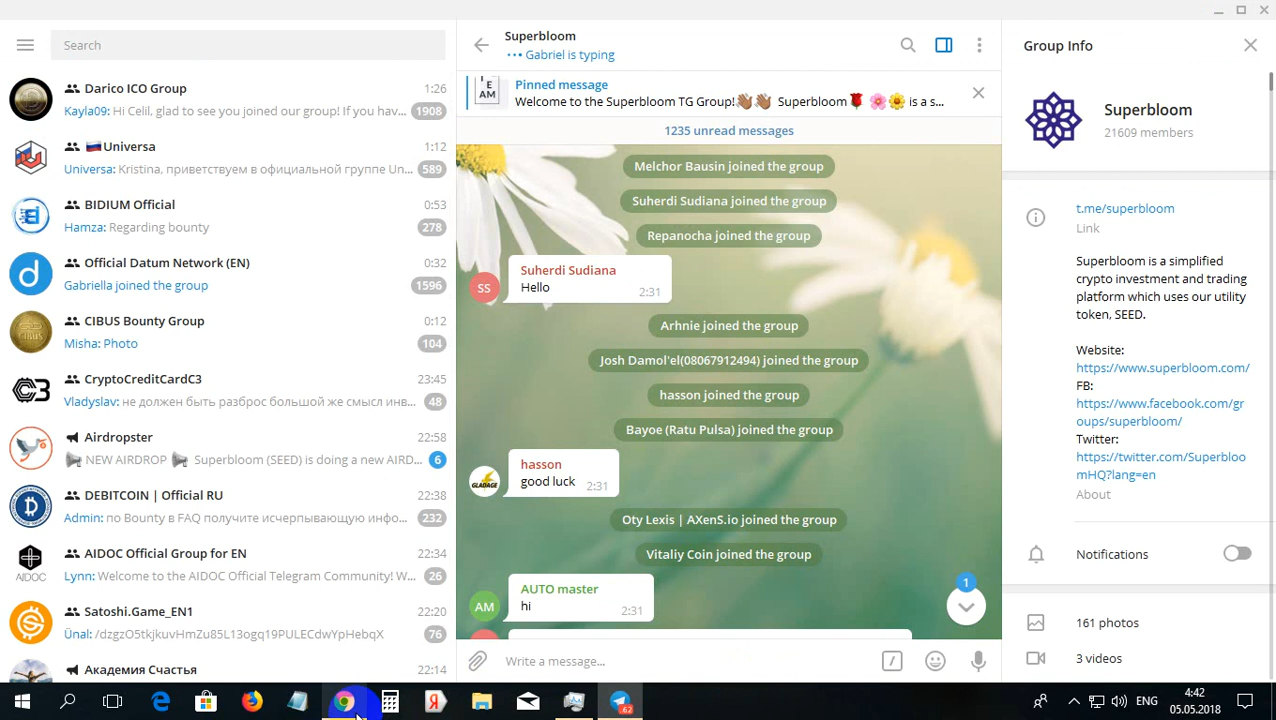 Search
Darico ICO Group 1:26
Kayla09: Hi Celil, glad to see you joined our group! If you hav... 1908
Universa 1:12
Universa: Kristina, приветствуем в официальной группе Un... 589
BIDIUM Official 0:53
Hamza: Regarding bounty 278
Official Datum Network (EN) 0:32
Gabriella joined the group 1596
CIBUS Bounty Group 0:12
Misha: Photo 104
CryptoCreditCardC3 23:45
Vladyslav: не должен быть разброс большой же смысл инв... 48
Airdropster 22:58
NEW AIRDROP Superbloom (SEED) is doing a new AIRD... 6
DEBITCOIN | Official RU 22:38
Admin: по Bounty в FAQ получите исчерпывающую инфо... 232
AIDOC Official Group for EN 22:34
Lynn: Welcome to the AIDOC Official Telegram Community! W... 26
AIDOC
Satoshi.Game_EN1 22:20
Ünal: /dzgzO5tkjkuvHmZu85L13ogq19PULECdwYpHebqX 76
Академия Счастья 22:14
Superbloom
Gabriel is typing
Pinned message
Welcome to the Superbloom TG Group!👋🏽👋🏽 Superbloom🌹 🌸🌼 is a s...
1235 unread messages
Melchor Bausin joined the group
Suherdi Sudiana joined the group
Repanocha joined the group
Suherdi Sudiana
SS
Hello 2:31
Arhnie joined the group
Josh Damol'el(08067912494) joined the group
hasson joined the group
Bayoe (Ratu Pulsa) joined the group
hasson
GLADAGE
good luck 2:31
Oty Lexis | AXenS.io joined the group
Vitaliy Coin joined the group
AUTO master
AM
hi 2:31
1
Write a message...
Group Info
Superbloom
21609 members
t.me/superbloom
Link
Superbloom is a simplified
crypto investment and trading
platform which uses our utility
token, SEED.
Website:
https://www.superbloom.com/
FB:
https://www.facebook.com/gr
oups/superbloom/
Twitter:
https://twitter.com/Superbloo
mHQ?lang=en
About
Notifications
161 photos
3 videos
62
ENG
4:42
05.05.2018